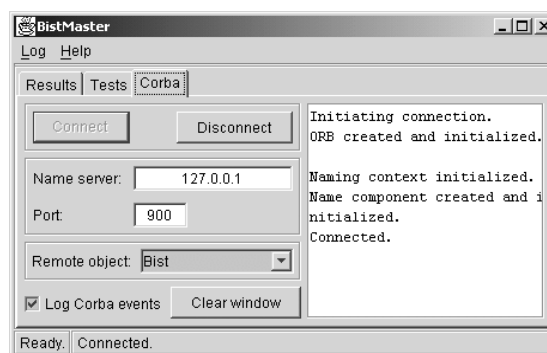 BistMaster
Log Help
Results Tests Corba
Connect Disconnect
Name server: 127.0.0.1
Port: 900
Remote object: Bist
Log Corba events Clear window
Initiating connection.
ORB created and initialized.
Naming context initialized.
Name component created and i
nitialized.
Connected.
Ready. Connected.